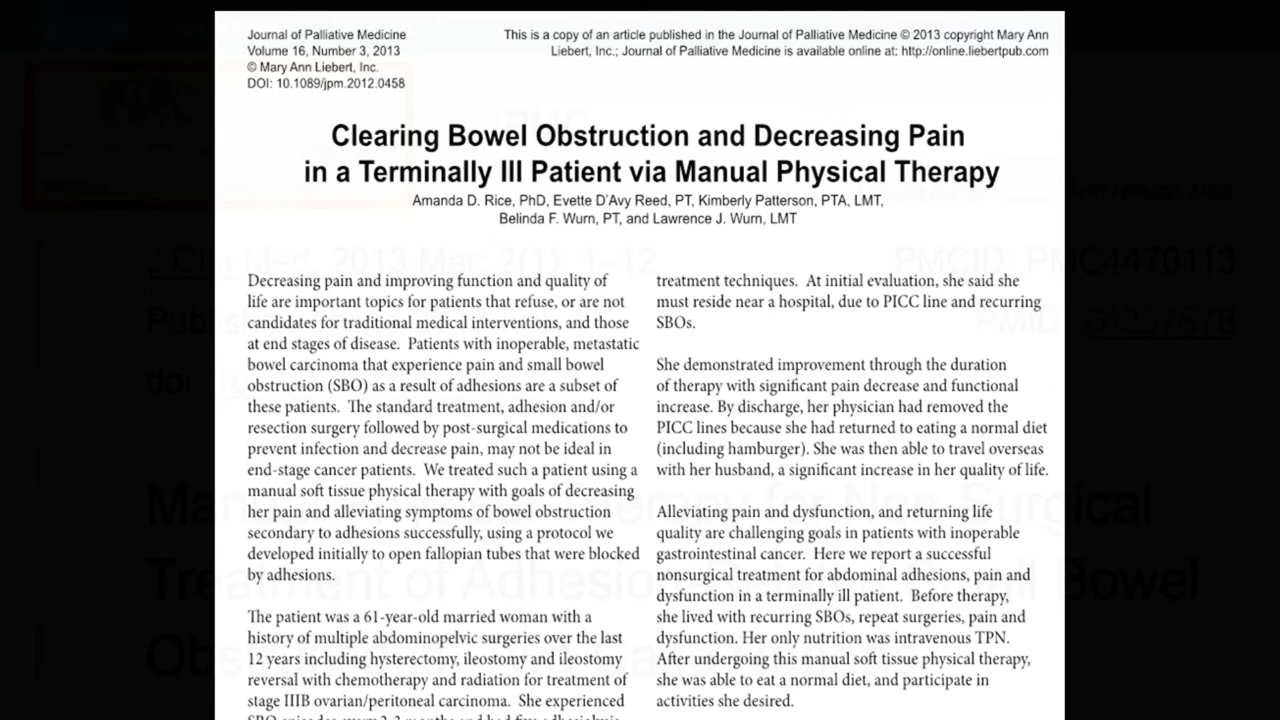 Journal of Palliative Medicine
Volume 16, Number 3, 2013
© Mary Ann Liebert, Inc.
DOI: 10.1089/jpm.2012.0458
This is a copy of an article published in the Journal of Palliative Medicine © 2013 copyright Mary Ann
Liebert, Inc.; Journal of Palliative Medicine is available online at: http://online.liebertpub.com
Clearing Bowel Obstruction and Decreasing Pain
in a Terminally Ill Patient via Manual Physical Therapy
Amanda D. Rice, PhD, Evette D'Avy Reed, PT, Kimberly Patterson, PTA, LMT,
Belinda F. Wurn, PT, and Lawrence J. Wurn, LMT
Decreasing pain and improving function and quality of
life are important topics for patients that refuse, or are not
candidates for traditional medical interventions, and those
at end stages of disease. Patients with inoperable, metastatic
bowel carcinoma that experience pain and small bowel
obstruction (SBO) as a result of adhesions are a subset of
these patients. The standard treatment, adhesion and/or
resection surgery followed by post-surgical medications to
prevent infection and decrease pain, may not be ideal in
end-stage cancer patients. We treated such a patient using a
manual soft tissue physical therapy with goals of decreasing
her pain and alleviating symptoms of bowel obstruction
secondary to adhesions successfully, using a protocol we
developed initially to open fallopian tubes that were blocked
by adhesions.
The patient was a 61-year-old married woman with a
history of multiple abdominopelvic surgeries over the last
12 years including hysterectomy, ileostomy and ileostomy
reversal with chemotherapy and radiation for treatment of
stage IIIB ovarian/peritoneal carcinoma. She experienced
treatment techniques. At initial evaluation, she said she
must reside near a hospital, due to PICC line and recurring
SBOs.
She demonstrated improvement through the duration
of therapy with significant pain decrease and functional
increase. By discharge, her physician had removed the
PICC lines because she had returned to eating a normal diet
(including hamburger). She was then able to travel overseas
with her husband, a significant increase in her quality of life.
Alleviating pain and dysfunction, and returning life
quality are challenging goals in patients with inoperable
gastrointestinal cancer. Here we report a successful
nonsurgical treatment for abdominal adhesions, pain and
dysfunction in a terminally ill patient. Before therapy,
she lived with recurring SBOs, repeat surgeries, pain and
dysfunction. Her only nutrition was intravenous TPN.
After undergoing this manual soft tissue physical therapy,
she was able to eat a normal diet, and participate in
activities she desired.
PMCID: PMC4470113